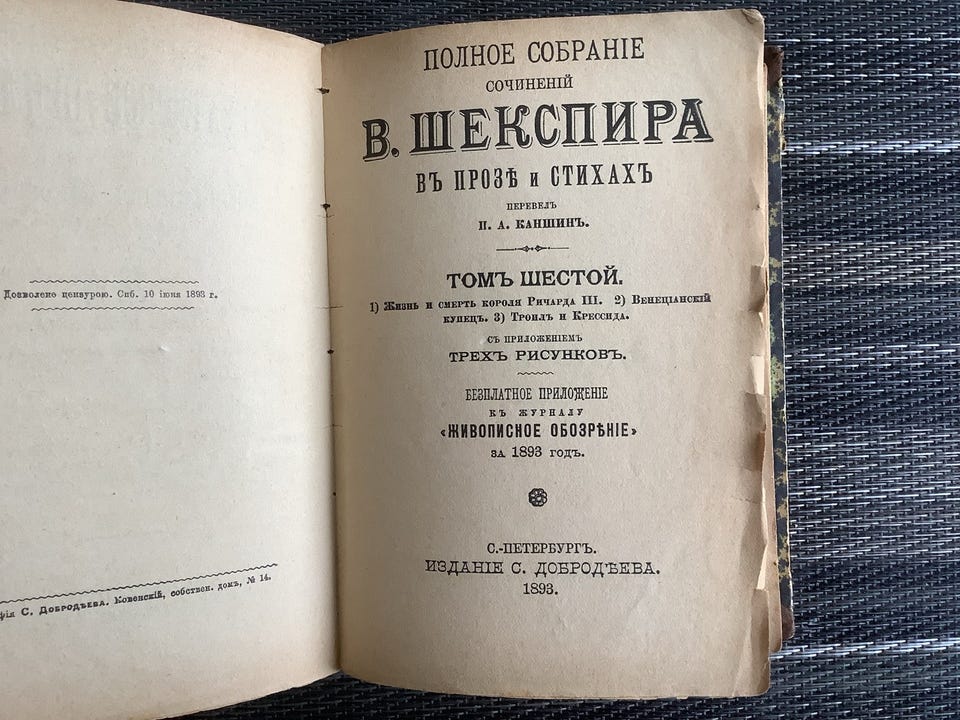 Дозволено цензурою. Спб. 10 іюня 1893 г.
С. Добродѣева. Ковенскій, собствен. домъ, № 14.
ПОЛНОЕ СОБРАНІЕ
СОЧИНЕНІЙ
В. ШЕКСПИРА
ВЪ ПРОЗѢ и СТИХАХЪ
ПЕРЕВЕЛЪ
П. А. КАНШИНЪ.
ТОМЪ ШЕСТОЙ.
1) Жизнь и смерть короля Ричарда III. 2) Венеціанскій
купецъ. 3) Троилъ и Крессида.
СЪ ПРИЛОЖЕНІЕМЪ
ТРЕХЪ РИСУНКОВЪ.
БЕЗПЛАТНОЕ ПРИЛОЖЕНІЕ
КЪ ЖУРНАЛУ
«ЖИВОПИСНОЕ ОБОЗРѢНІЕ»
ЗА 1893 ГОДЪ.
С.-ПЕТЕРБУРГЪ.
ИЗДАНІЕ С. ДОБРОДѢЕВА.
1893.